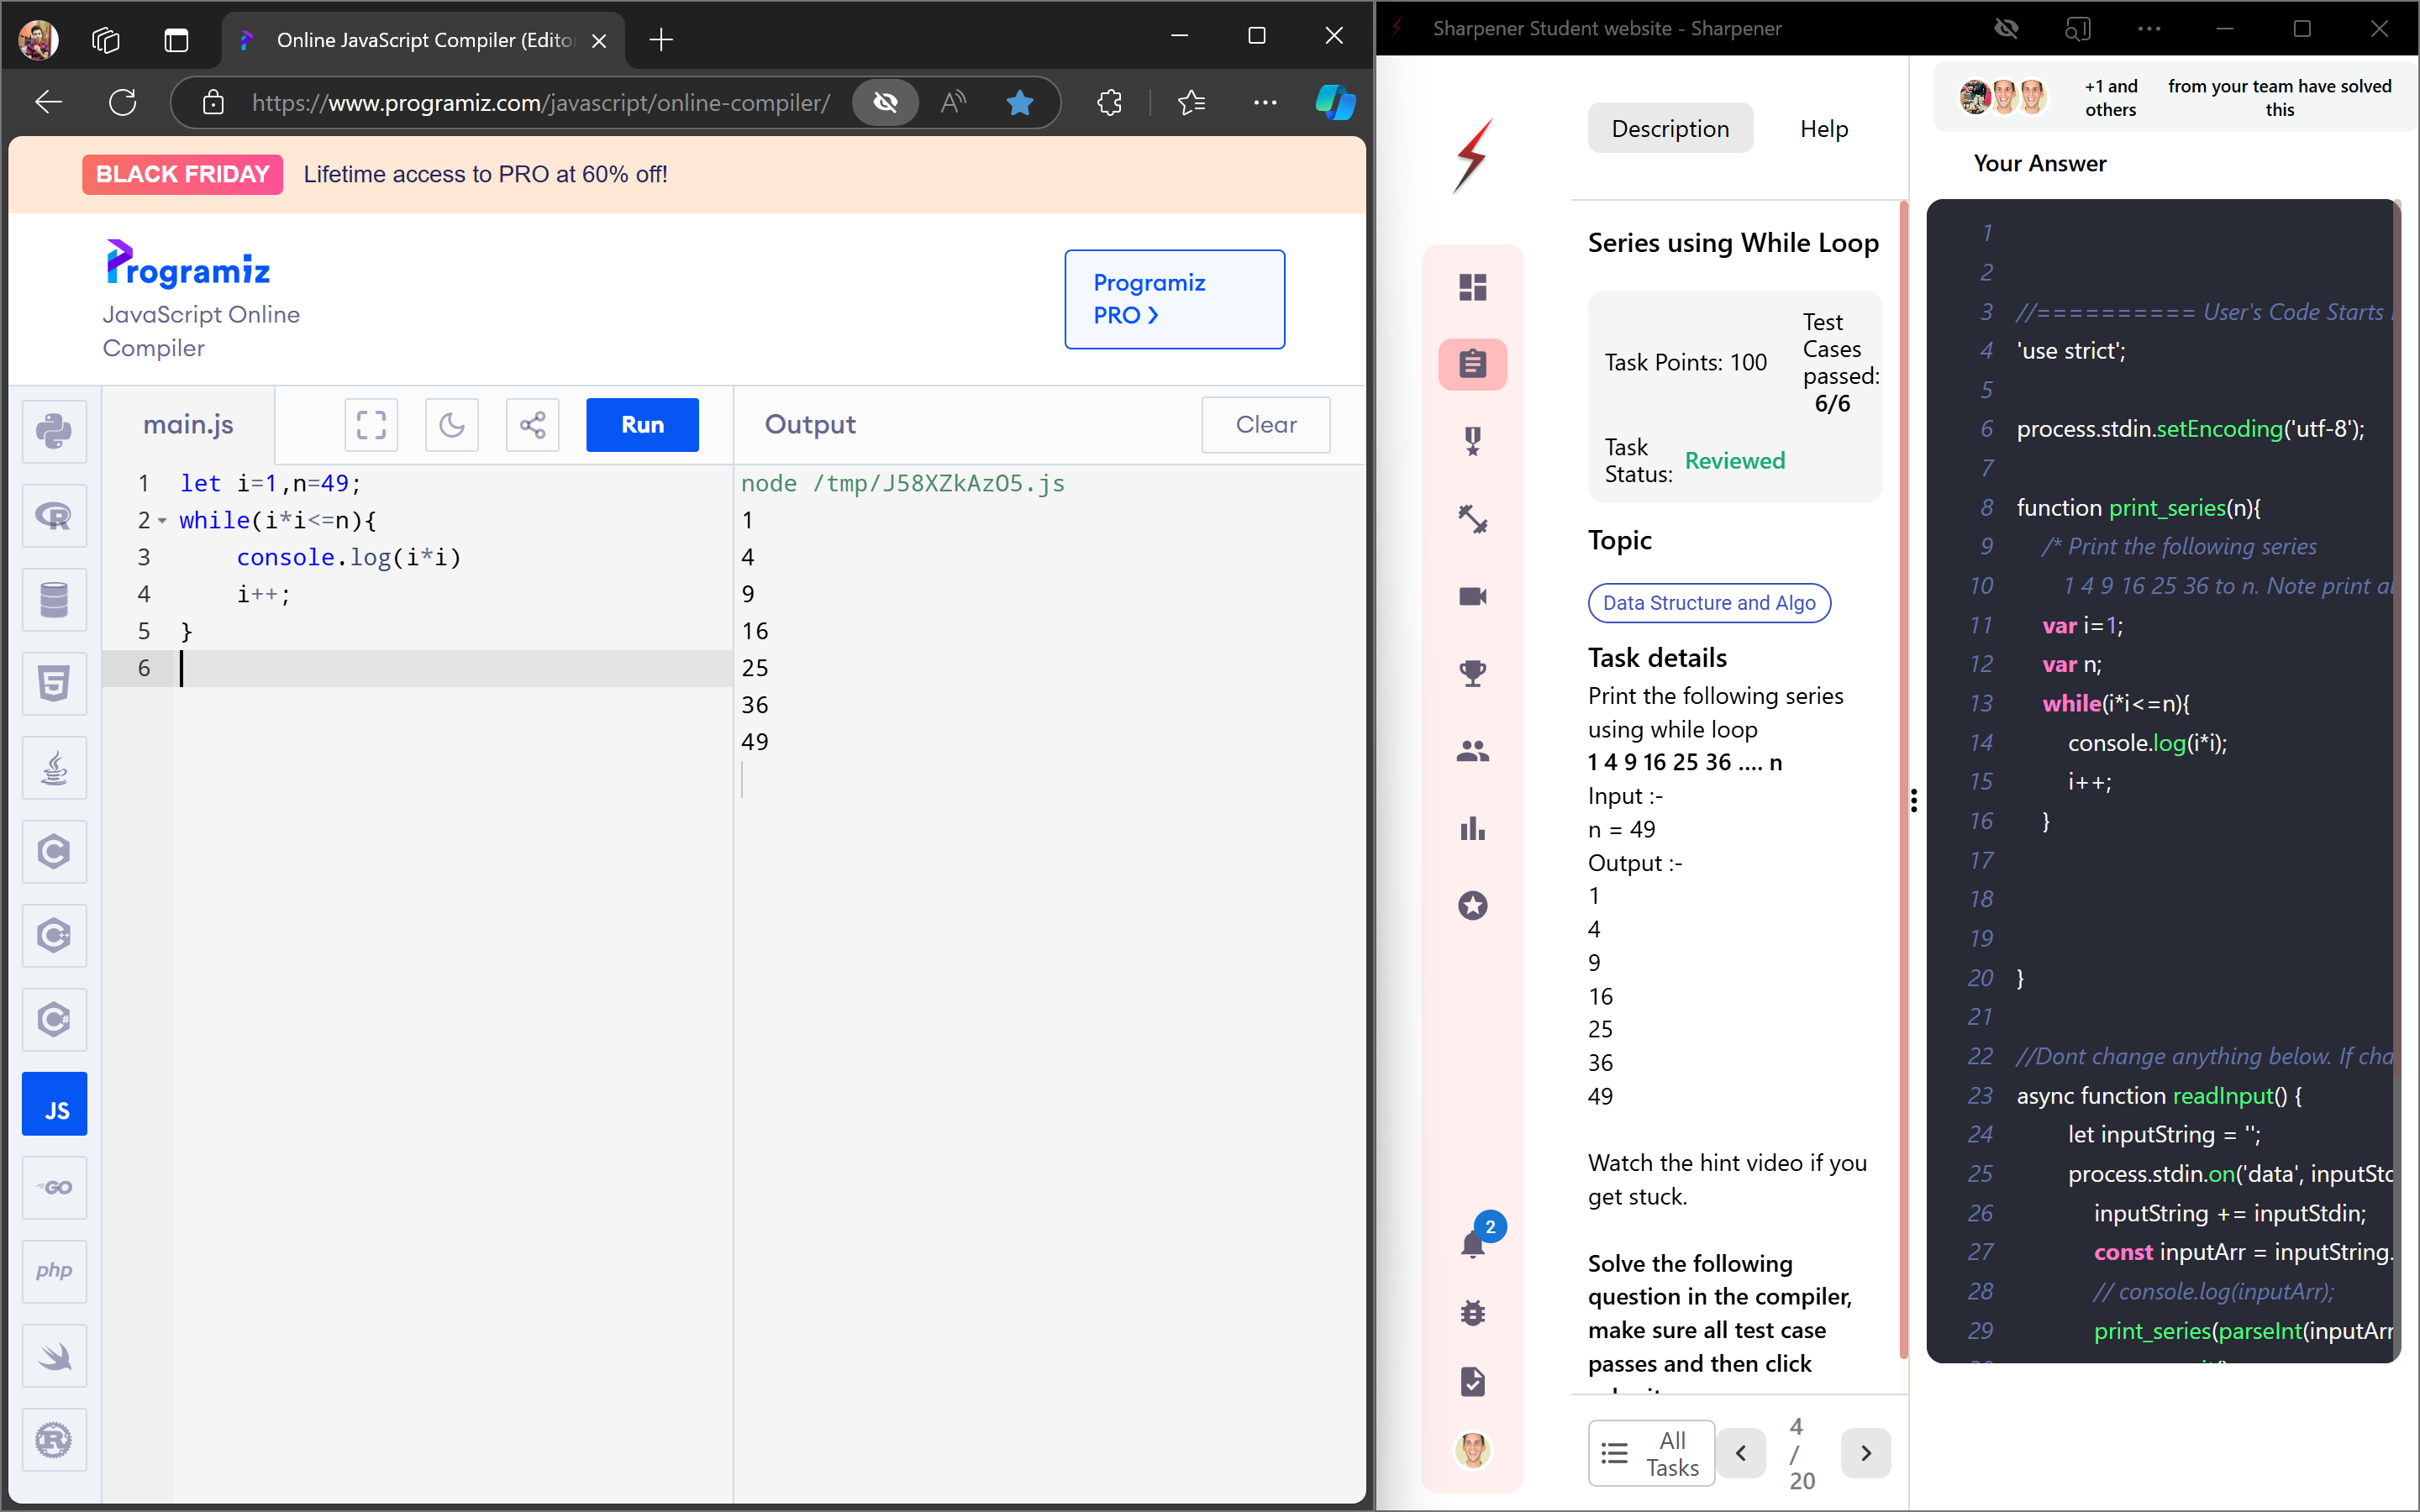 Online JavaScript Compiler (Editor
https://www.programiz.com/javascript/online-compiler/
BLACK FRIDAY Lifetime access to PRO at 60% off!
Programiz
JavaScript Online
Compiler
Programiz
PRO ❯
main.js
Run
Output
Clear
1 let i=1,n=49;
2 while(i*i<=n){
3 console.log(i*i)
4 i++;
5 }
6
node /tmp/J58XZkAzO5.js
1
4
9
16
25
36
49
JS
GO
php
Sharpener Student website - Sharpener
Description
Help
Series using While Loop
Task Points: 100
Test
Cases
passed:
6/6
Task
Status:
Reviewed
Topic
Data Structure and Algo
Task details
Print the following series
using while loop
1 4 9 16 25 36 .... n
Input :-
n = 49
Output :-
1
4
9
16
25
36
49
Watch the hint video if you
get stuck.
Solve the following
question in the compiler,
make sure all test case
passes and then click
2
All
Tasks
4
/
20
+1 and
others
from your team have solved
this
Your Answer
1
2
3 //========== User's Code Starts
4 'use strict';
5
6 process.stdin.setEncoding('utf-8');
7
8 function print_series(n){
9 /* Print the following series
10 1 4 9 16 25 36 to n. Note print
11 var i=1;
12 var n;
13 while(i*i<=n){
14 console.log(i*i);
15 i++;
16 }
17
18
19
20 }
21
22 //Dont change anything below. If
23 async function readInput() {
24 let inputString = '';
25 process.stdin.on('data',
26 inputString += inputStdin;
27 const inputArr = inputString.
28 // console.log(inputArr);
29 print_series(parseInt(inputArr